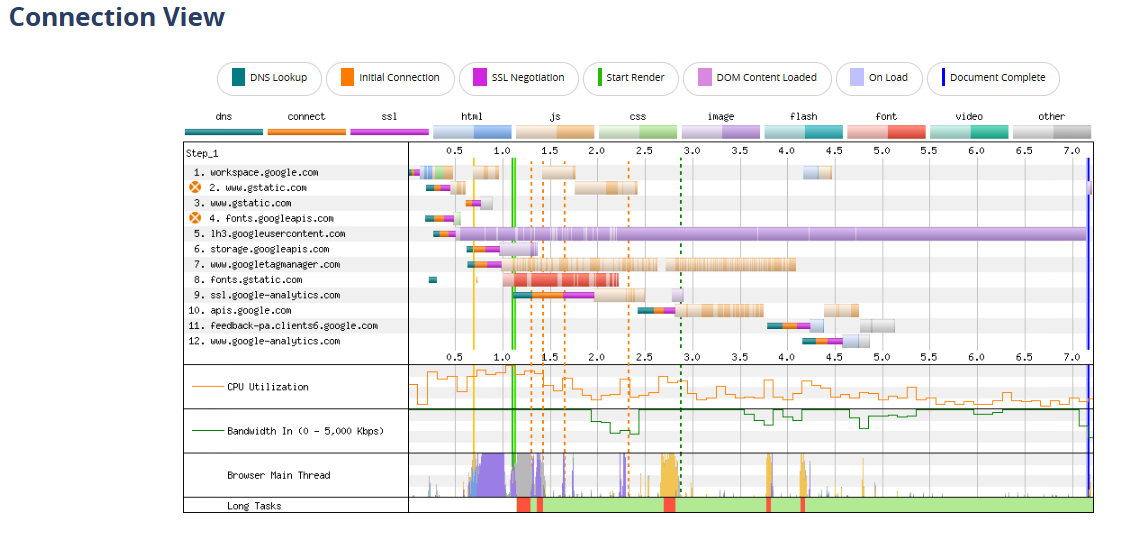 Connection View
DNS Lookup Initial Connection SSL Negotiation Start Render DOM Content Loaded On Load Document Complete
dns connect ssl html js css image flash font video other
Step_1 0.5 1.0 1.5 2.0 2.5 3.0 3.5 4.0 4.5 5.0 5.5 6.0 6.5 7.0
1. workspace.google.com
2. www.gstatic.com
3. www.gstatic.com
4. fonts.googleapis.com
5. lh3.googleusercontent.com
6. storage.googleapis.com
7. www.googletagmanager.com
8. fonts.gstatic.com
9. ssl.google-analytics.com
10. apis.google.com
11. feedback-pa.clients6.google.com
12. www.google-analytics.com
0.5 1.0 1.5 2.0 2.5 3.0 3.5 4.0 4.5 5.0 5.5 6.0 6.5 7.0
CPU Utilization
Bandwidth In (0 - 5,000 Kbps)
Browser Main Thread
Long Tasks